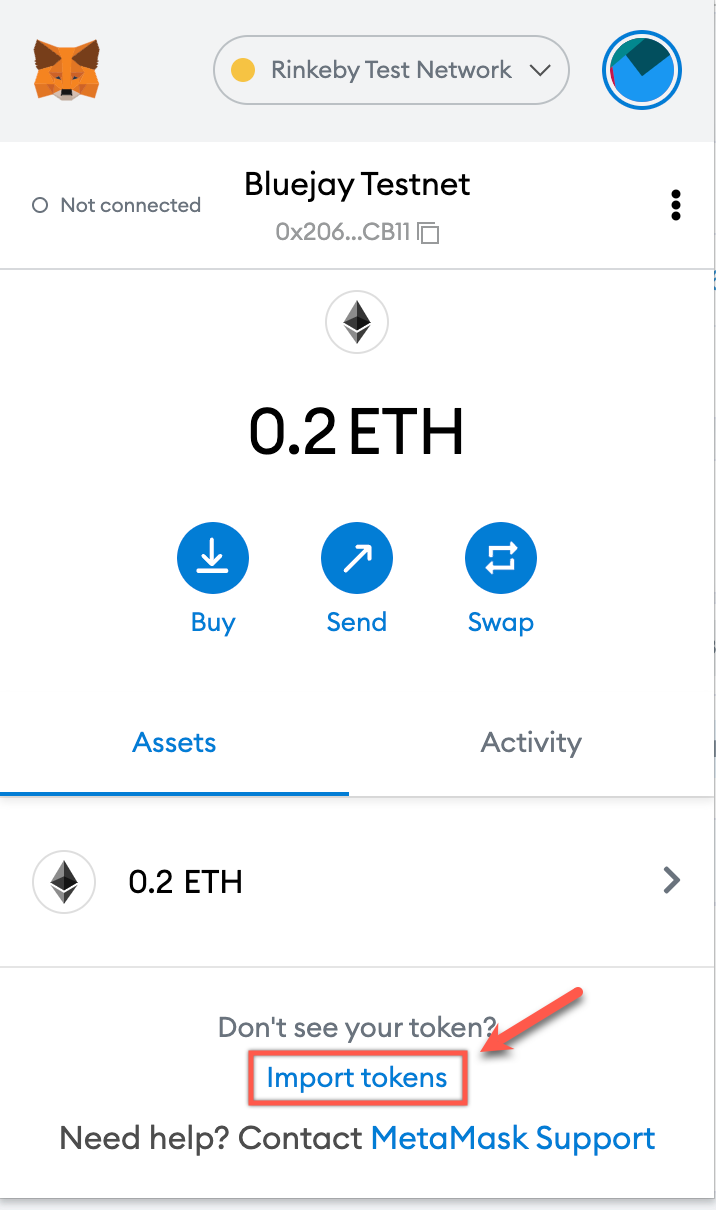 Rinkeby Test Network
Bluejay Testnet
Not connected
0x206...CB11
0.2 ETH
Buy Send Swap
Assets Activity
0.2 ETH
Don't see your token?
Import tokens
Need help? Contact MetaMask Support